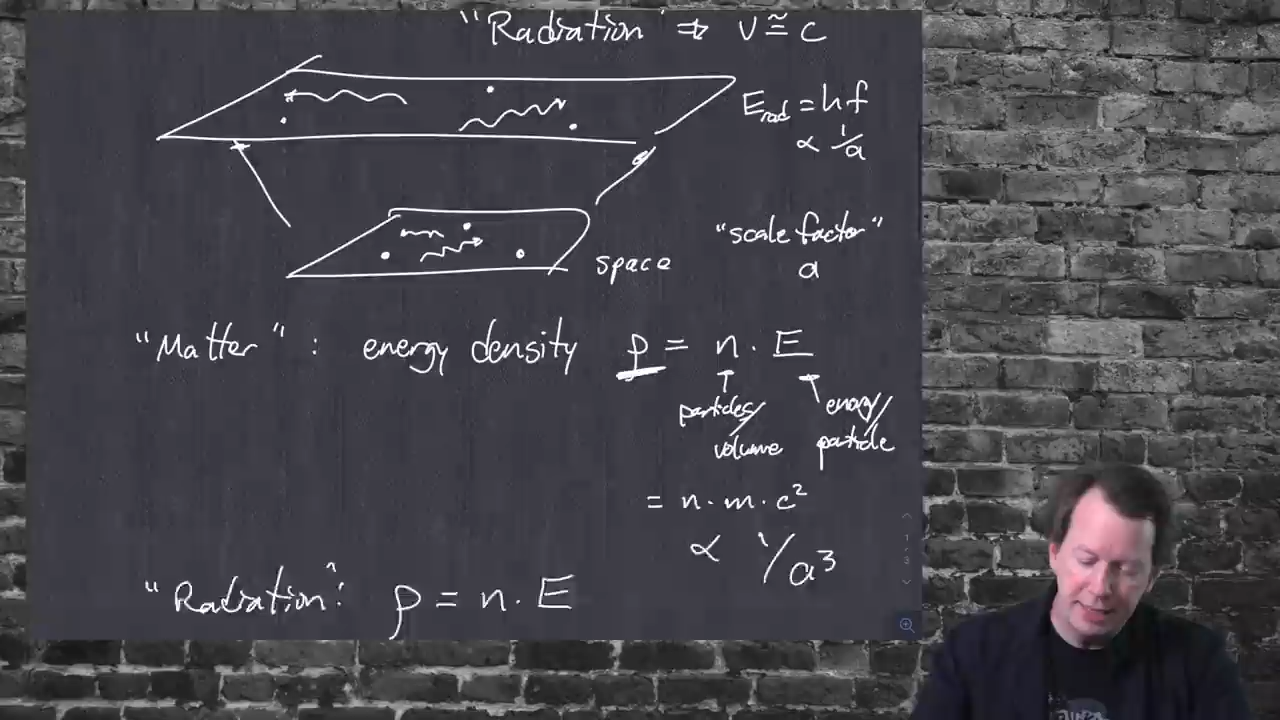 "Radiation" ⇒ v ≅ c
E_rad = hf
∝ 1/a
"scale factor"
a
space
"Matter" : energy density ρ = n · E
particles/ energy/
volume particle
= n · m · c²
∝ 1/a³
"Radiation": ρ = n · E